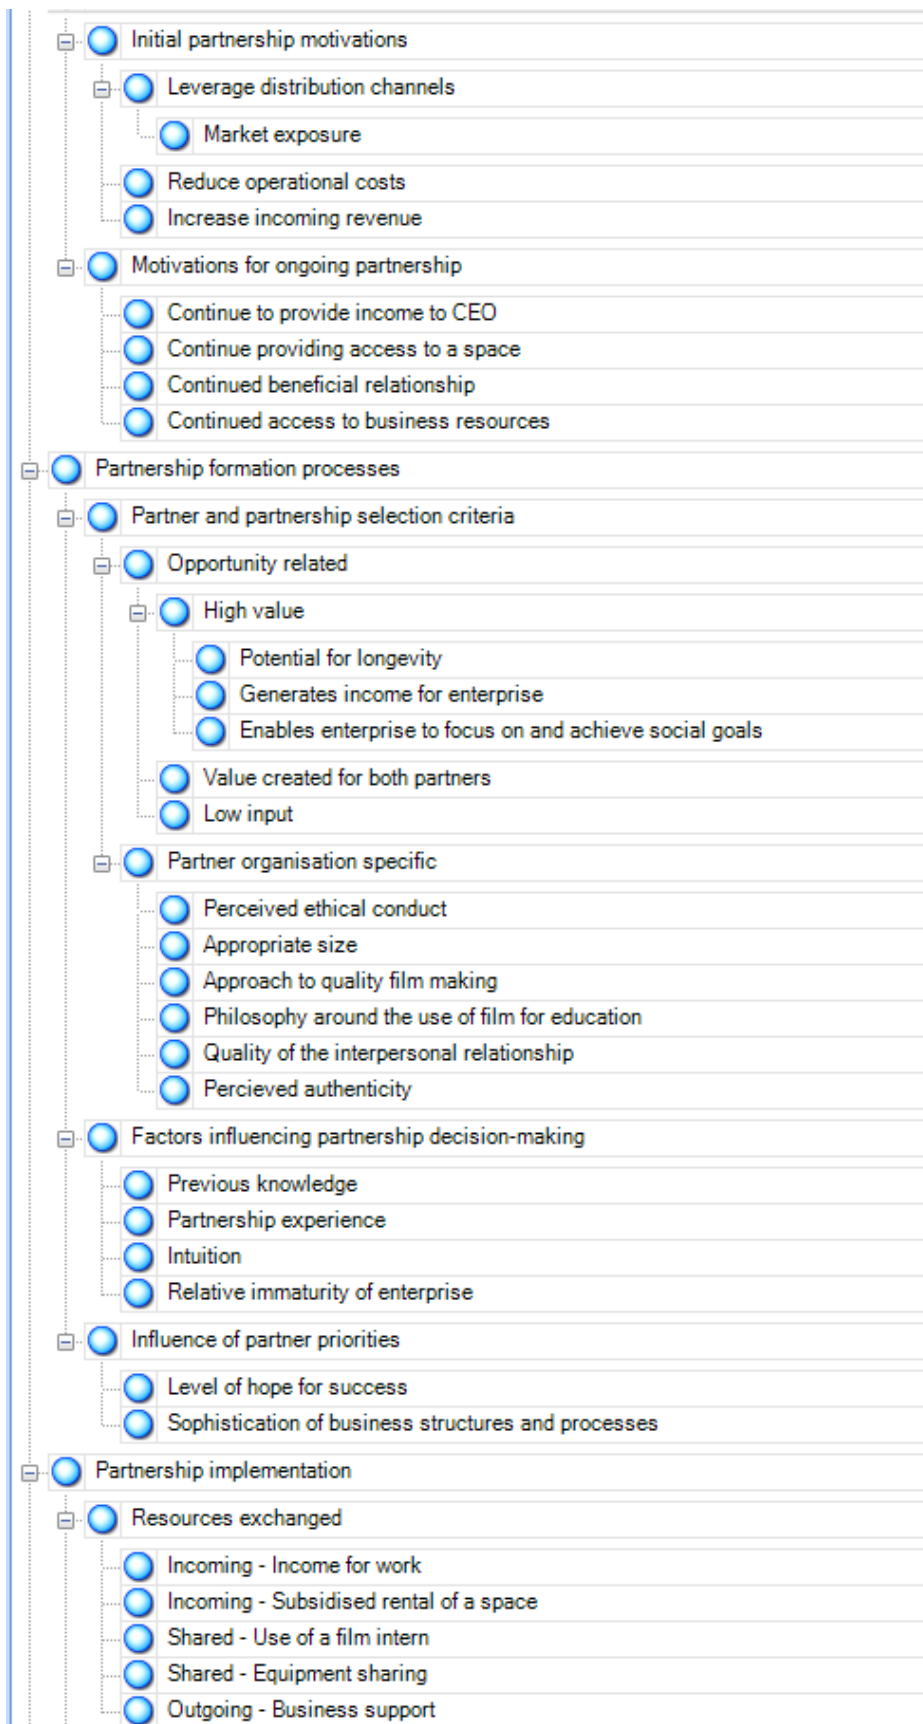 Initial partnership motivations
Leverage distribution channels
Market exposure
Reduce operational costs
Increase incoming revenue
Motivations for ongoing partnership
Continue to provide income to CEO
Continue providing access to a space
Continued beneficial relationship
Continued access to business resources
Partnership formation processes
Partner and partnership selection criteria
Opportunity related
High value
Potential for longevity
Generates income for enterprise
Enables enterprise to focus on and achieve social goals
Value created for both partners
Low input
Partner organisation specific
Perceived ethical conduct
Appropriate size
Approach to quality film making
Philosophy around the use of film for education
Quality of the interpersonal relationship
Percieved authenticity
Factors influencing partnership decision-making
Previous knowledge
Partnership experience
Intuition
Relative immaturity of enterprise
Influence of partner priorities
Level of hope for success
Sophistication of business structures and processes
Partnership implementation
Resources exchanged
Incoming - Income for work
Incoming - Subsidised rental of a space
Shared - Use of a film intern
Shared - Equipment sharing
Outgoing - Business support